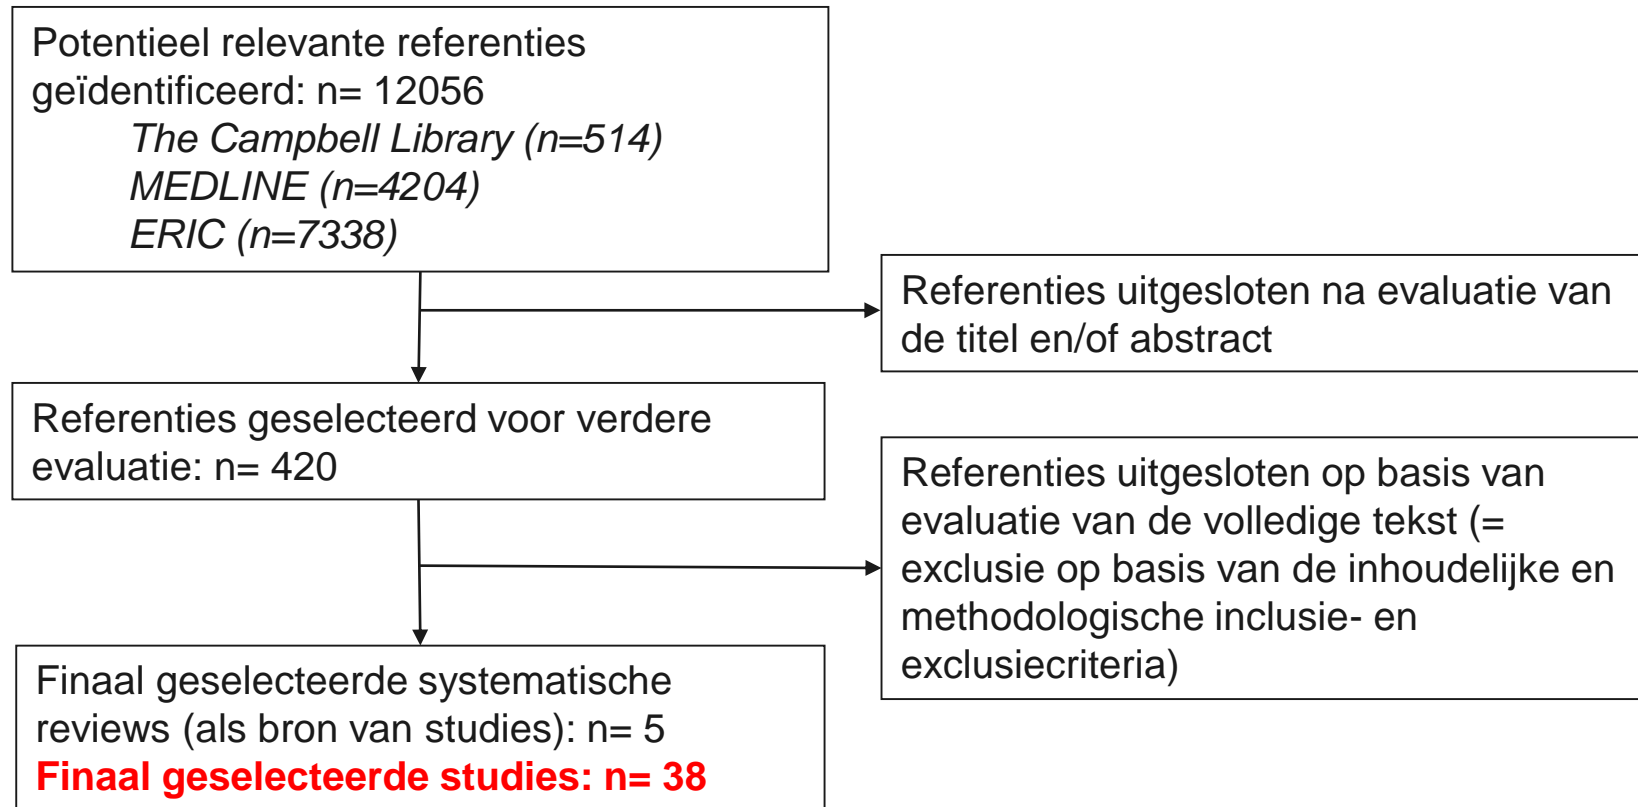 Potentieel relevante referenties
geïdentificeerd: n= 12056
The Campbell Library (n=514)
MEDLINE (n=4204)
ERIC (n=7338)
Referenties uitgesloten na evaluatie van
de titel en/of abstract
Referenties geselecteerd voor verdere
evaluatie: n= 420
Referenties uitgesloten op basis van
evaluatie van de volledige tekst (=
exclusie op basis van de inhoudelijke en
methodologische inclusie- en
exclusiecriteria)
Finaal geselecteerde systematische
reviews (als bron van studies): n= 5
Finaal geselecteerde studies: n= 38